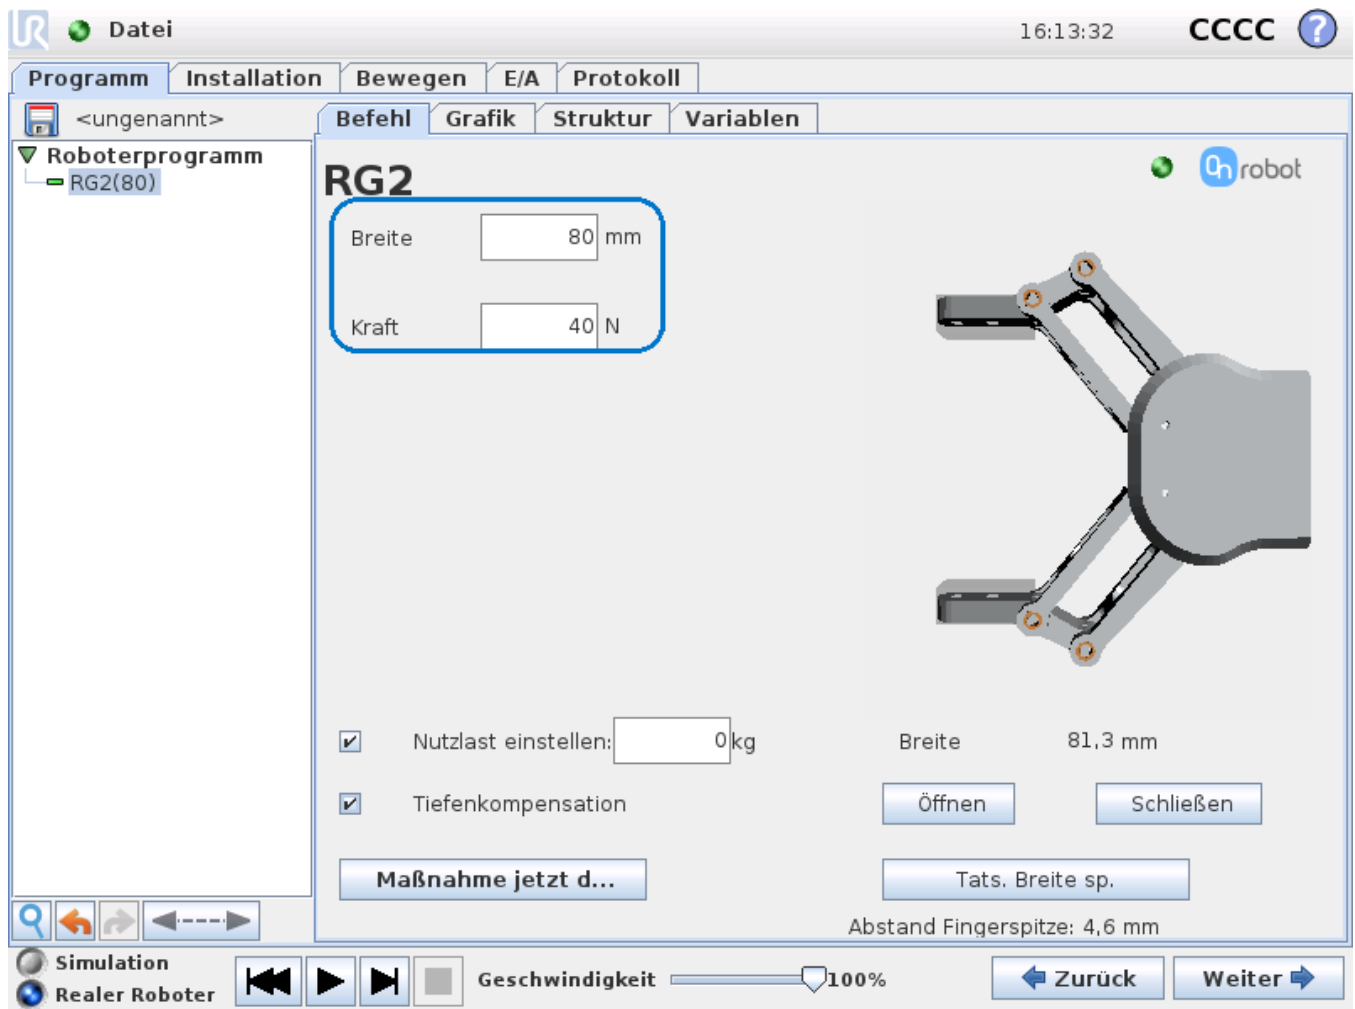 UR Datei 16:13:32 CCCC ?
Programm Installation Bewegen E/A Protokoll
<ungenannt> Befehl Grafik Struktur Variablen
Roboterprogramm
RG2(80)
RG2
On robot
Breite 80 mm
Kraft 40 N
Nutzlast einstellen: 0 kg Breite 81,3 mm
Tiefenkompensation Öffnen Schließen
Maßnahme jetzt d... Tats. Breite sp.
Abstand Fingerspitze: 4,6 mm
Simulation
Realer Roboter Geschwindigkeit 100% Zurück Weiter